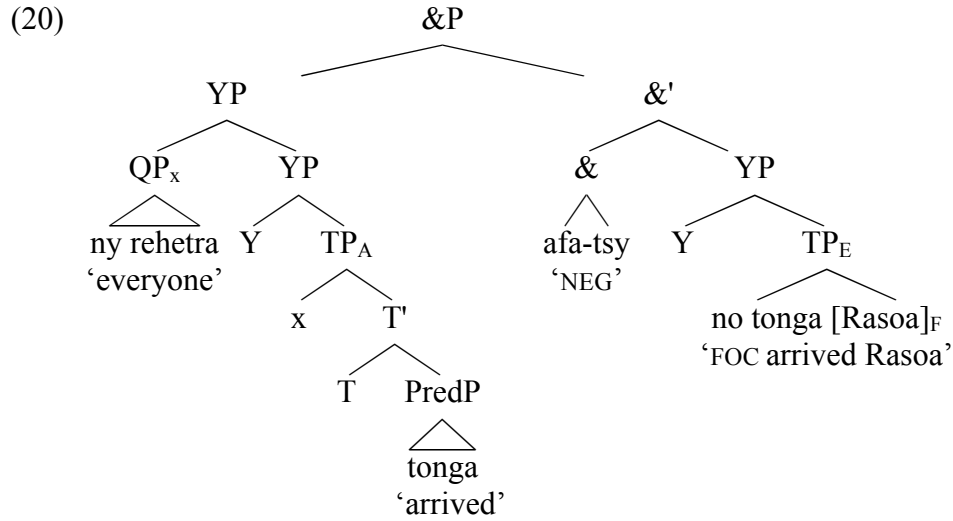 (20) &P
YP &'
QPx YP & YP
ny rehetra Y TPA afa-tsy Y TPE
‘everyone’ ‘NEG’
x T' no tonga [Rasoa]F
‘FOC arrived Rasoa’
T PredP
tonga
‘arrived’